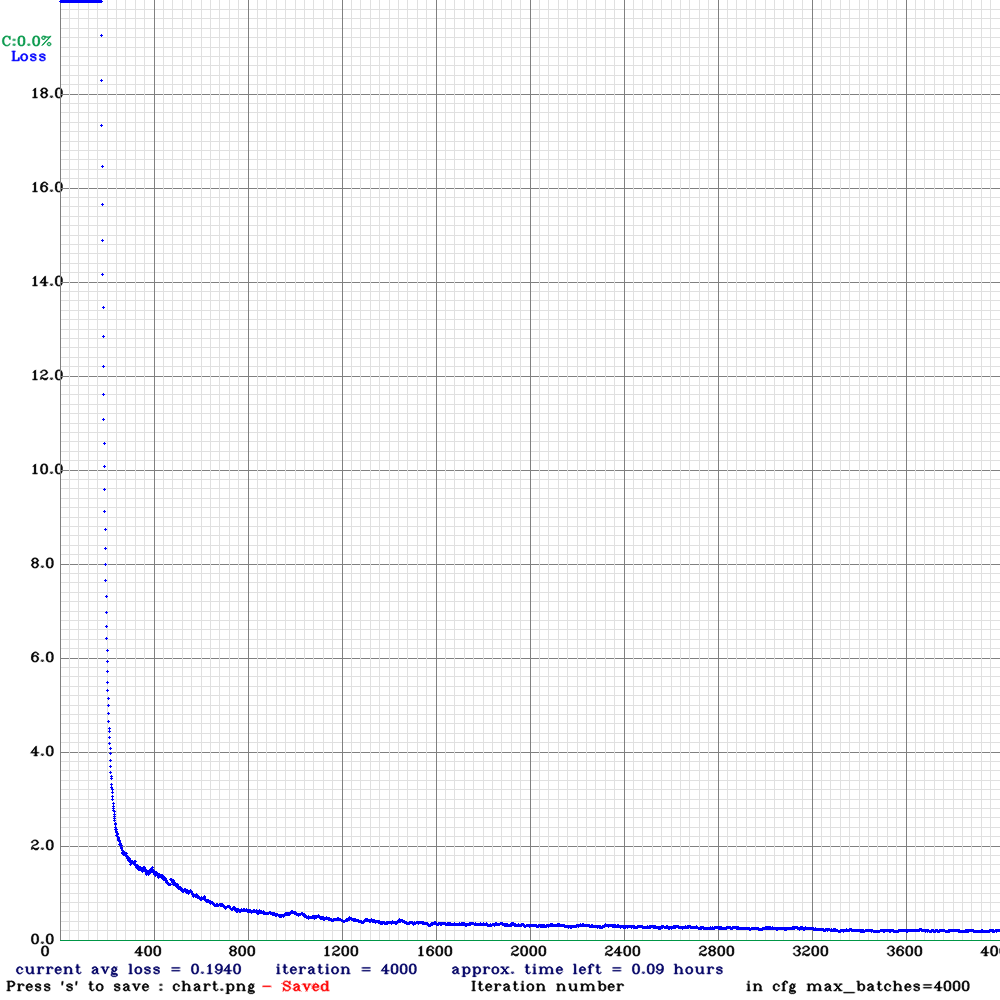 C:0.0%
Loss
18.0
16.0
14.0
12.0
10.0
8.0
6.0
4.0
2.0
0.0
0 400 800 1200 1600 2000 2400 2800 3200 3600 400
current avg loss = 0.1940 iteration = 4000 approx. time left = 0.09 hours
Press 's' to save : chart.png - Saved Iteration number in cfg max_batches=4000